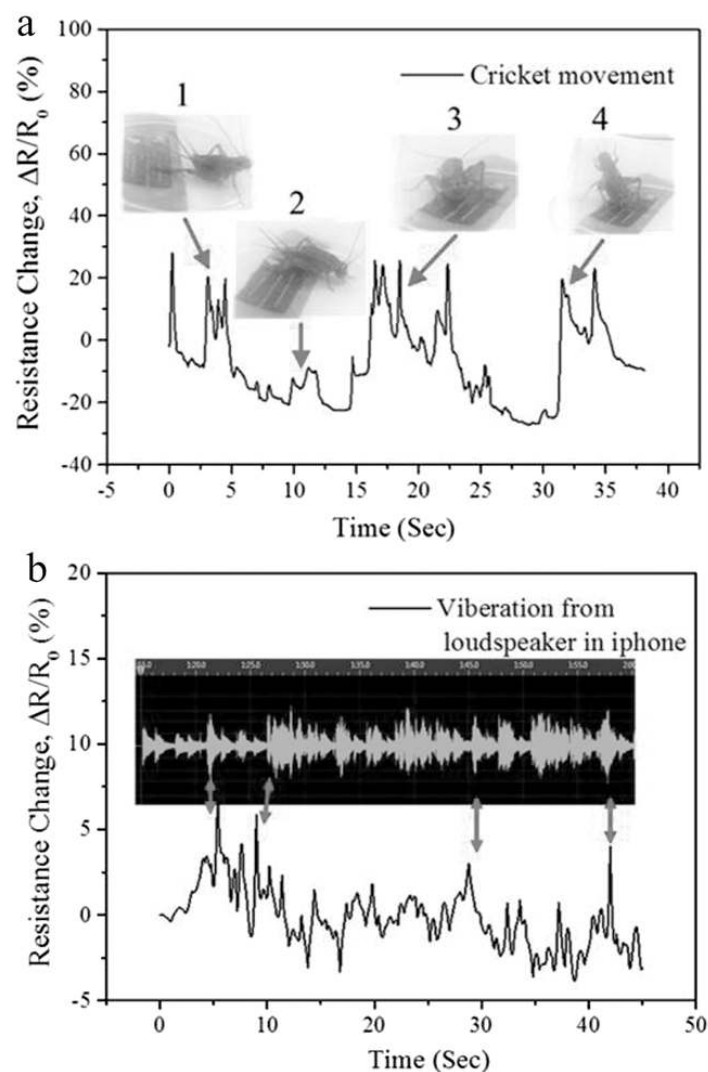 a
100
80
60
40
20
0
-20
-40
Resistance Change, ΔR/R₀ (%)
Cricket movement
1
2
3
4
-5 0 5 10 15 20 25 30 35 40
Time (Sec)
b
20
15
10
5
0
-5
Resistance Change, ΔR/R₀ (%)
Viberation from
loudspeaker in iphone
0 10 20 30 40 50
Time (Sec)